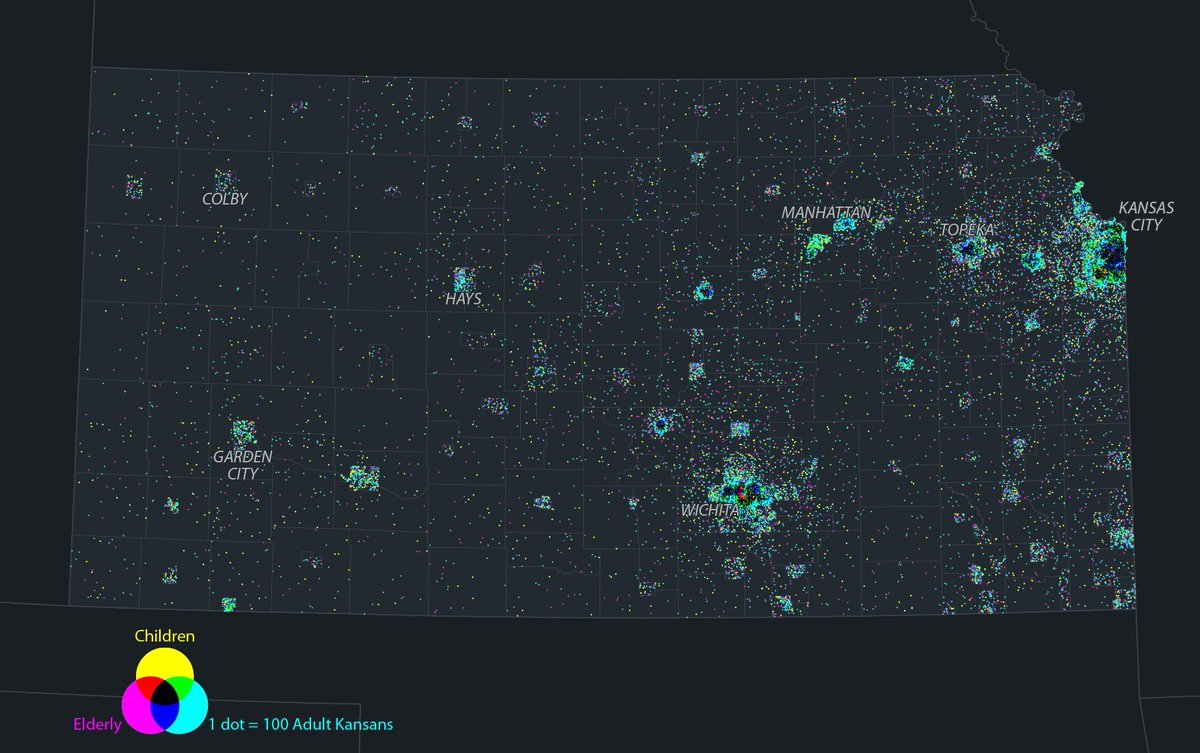 COLBY
MANHATTAN
TOPEKA
KANSAS
CITY
HAYS
GARDEN
CITY
WICHITA
Children
Elderly
1 dot = 100 Adult Kansans